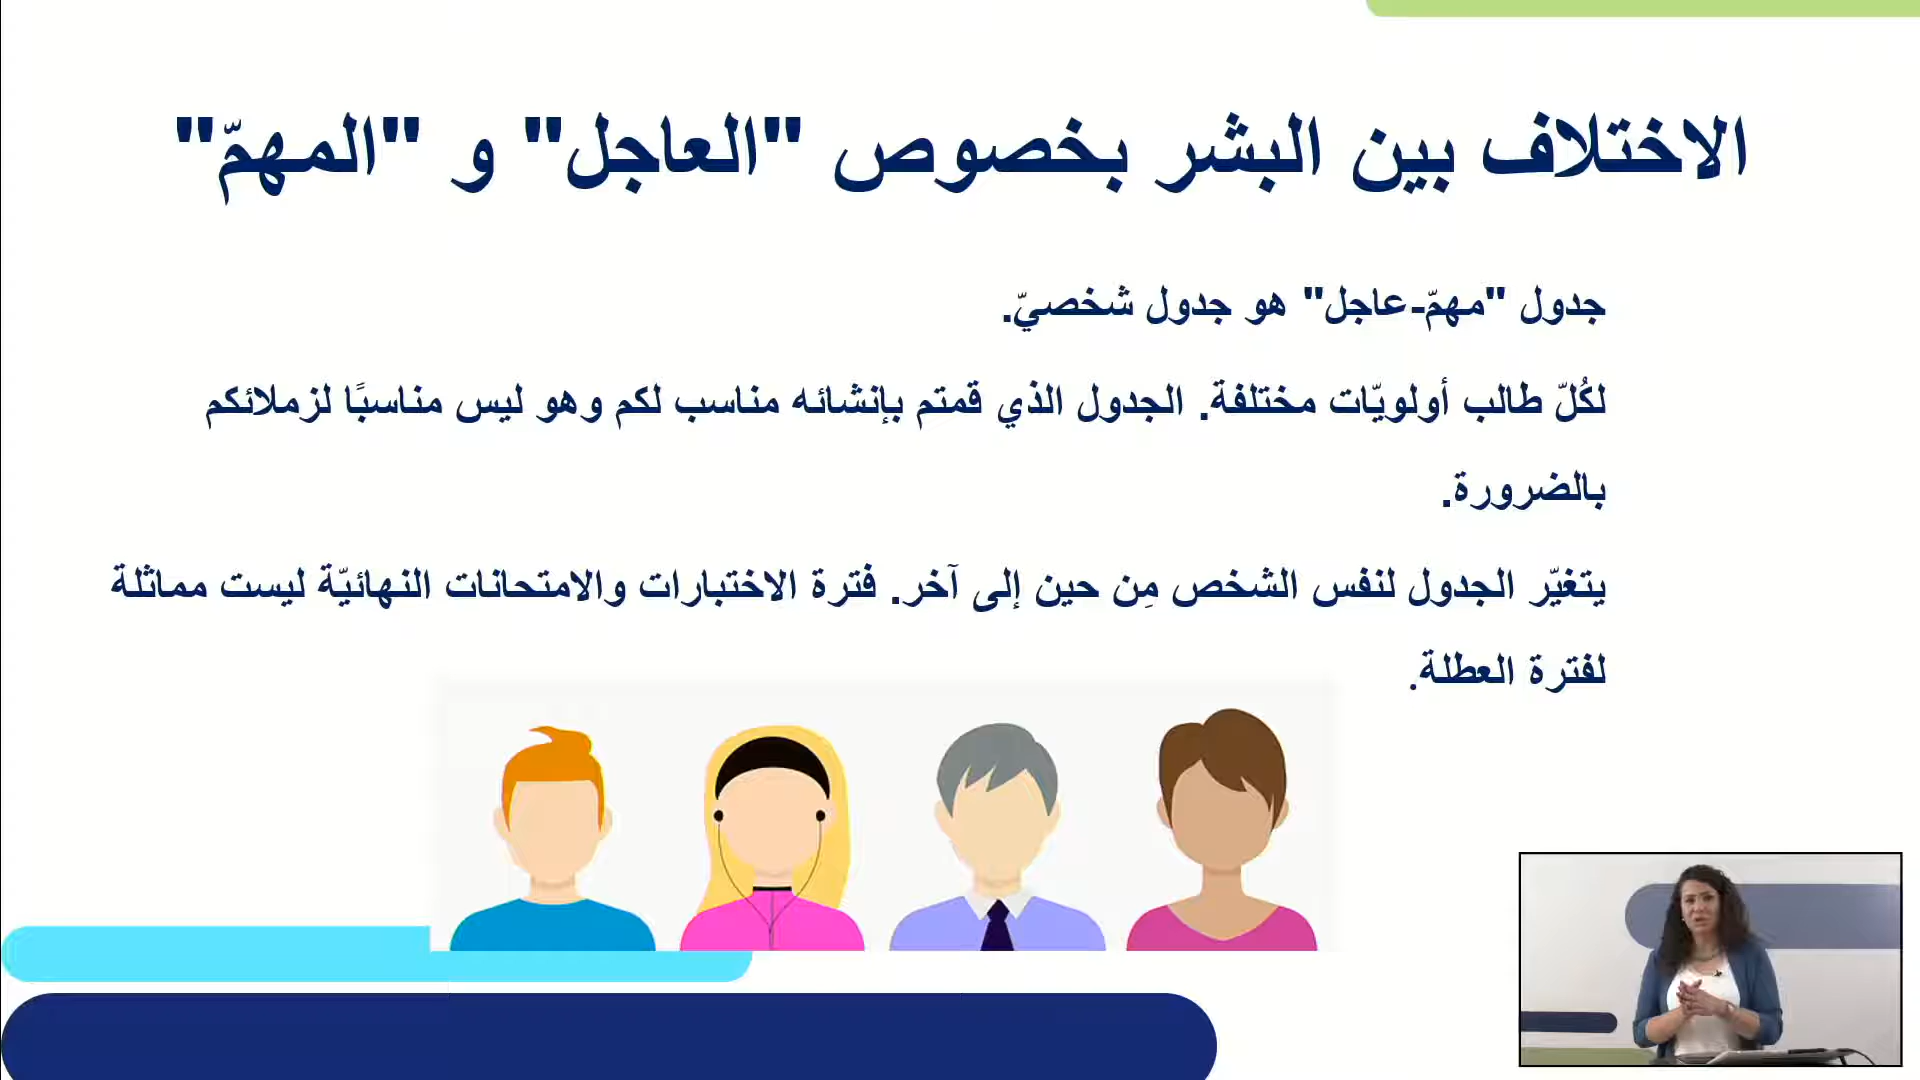 الاختلاف بين البشر بخصوص "العاجل" و "المهمّ"
جدول "مهمّ-عاجل" هو جدول شخصيّ.
لكُلّ طالب أولويّات مختلفة. الجدول الذي قمتم بإنشائه مناسب لكم وهو ليس مناسبًا لزملائكم
بالضرورة.
يتغيّر الجدول لنفس الشخص مِن حين إلى آخر. فترة الاختبارات والامتحانات النهائيّة ليست مماثلة
لفترة العطلة.